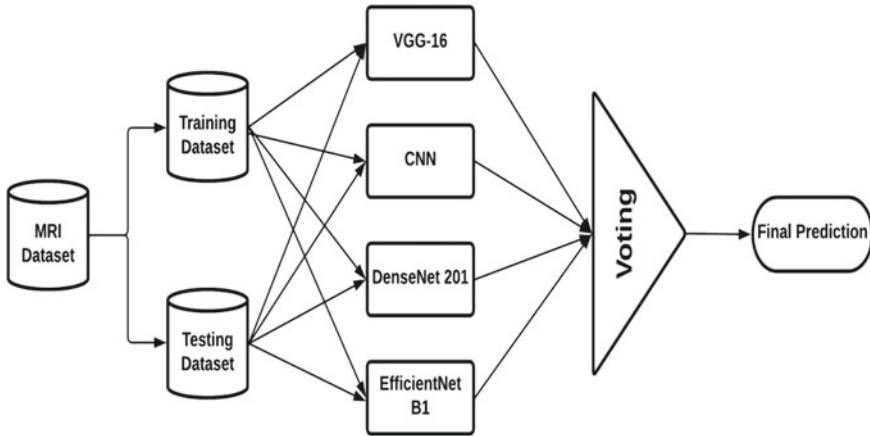 MRI
Dataset
Training
Dataset
Testing
Dataset
VGG-16
CNN
DenseNet 201
EfficientNet
B1
Voting
Final Prediction